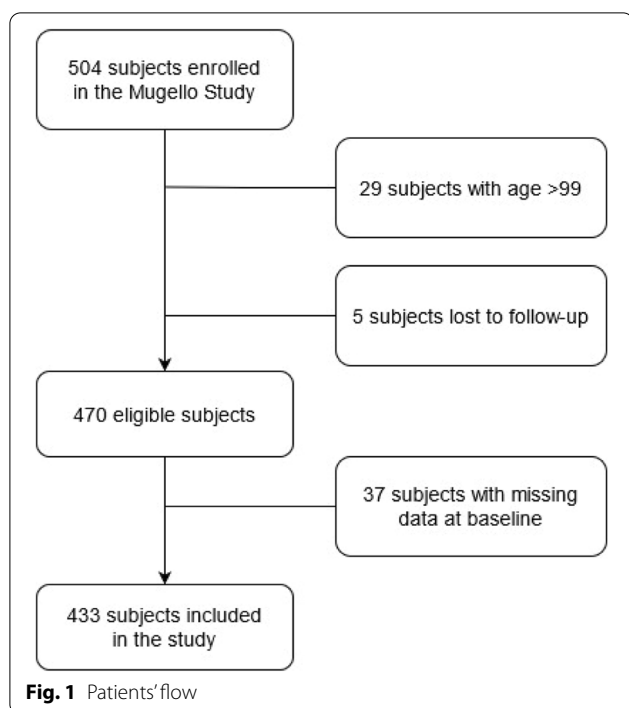 504 subjects enrolled
in the Mugello Study
29 subjects with age >99
5 subjects lost to follow-up
470 eligible subjects
37 subjects with missing
data at baseline
433 subjects included
in the study
Fig. 1 Patients' flow